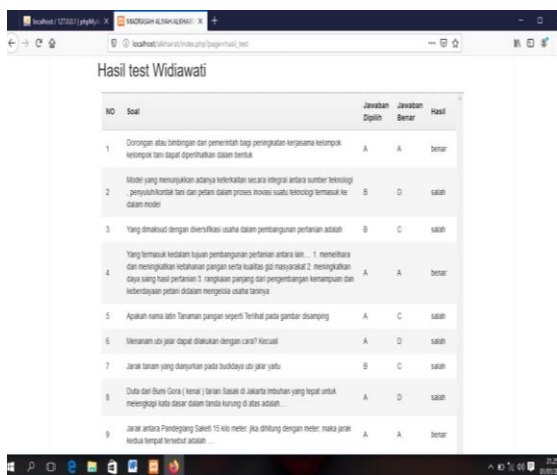 localhost / 127.0.0.1 | phpMyA
MADRASAH ALIYAH ALKHAIR
localhost/alkhairat/index.php?page=hasil_test
Hasil test Widiawati
NO Soal Jawaban Dipilih Jawaban Benar Hasil
1 Dorongan atau bimbingan dari pemerintah bagi peningkatan kerjasama kelompok
kelompok tani dapat diperlihatkan dalam bentuk A A benar
2 Model yang menunjukkan adanya keterkaitan secara integral antara sumber teknologi
, penyuluh/kontak tani dan petani dalam proses inovasi suatu teknologi termasuk ke
dalam model B D salah
3 Yang dimaksud dengan diversifikasi usaha dalam pembangunan pertanian adalah B C salah
4 Yang termasuk kedalam tujuan pembangunan pertanian antara lain.... 1. memelihara
dan meningkatkan ketahanan pangan serta kualitas gizi masyarakat 2. meningkatkan
daya saing hasil pertanian 3. rangkaian panjang dari pengembangan kemampuan dan
keberdayaan petani didalam mengelola usaha taninya A A benar
5 Apakah nama latin Tanaman pangan seperti Terlihat pada gambar disamping A C salah
6 Menanam ubi jalar dapat dilakukan dengan cara? Kecuali A D salah
7 Jarak tanam yang dianjurkan pada budidaya ubi jalar yaitu B C salah
8 Duta dari Bumi Gora ( kenal ) tarian Sasak di Jakarta Imbuhan yang tepat untuk
melengkapi kata dasar dalam tanda kurung di atas adalah.... A D salah
9 Jarak antara Pandeglang Saketi 15 kilo meter. jika dihitung dengan meter, maka jarak
kedua tempat tersebut adalah .... A A benar